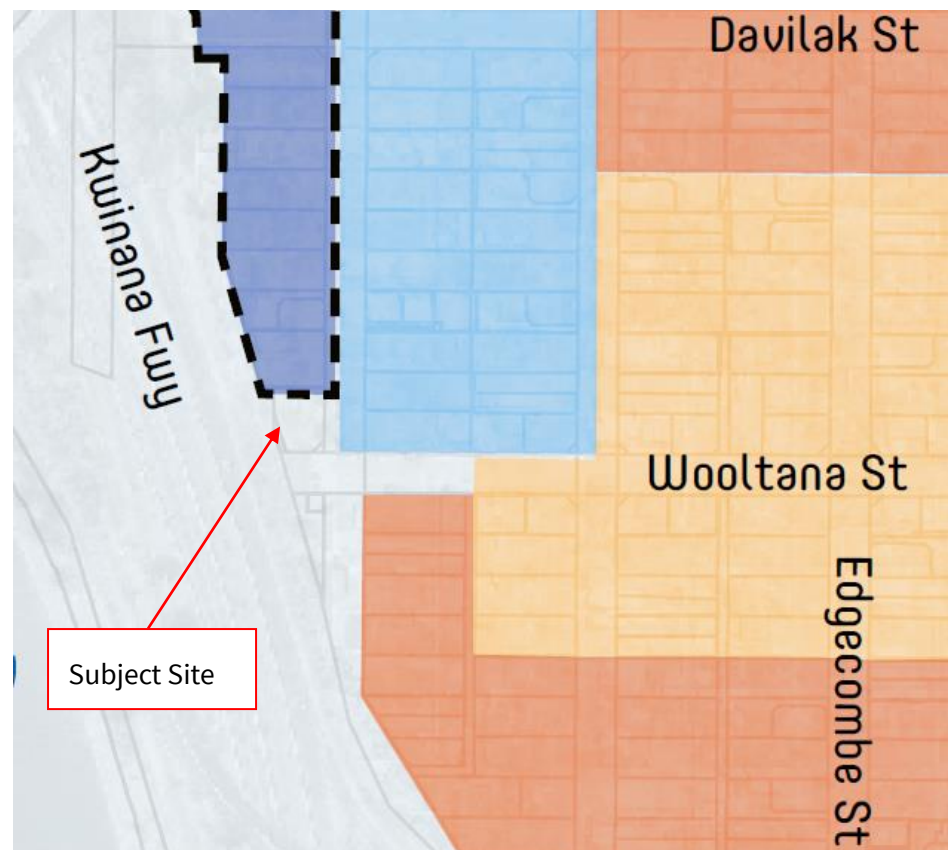 Davilak St
Kwinana Fwy
Wooltana St
Edgecombe St
Subject Site